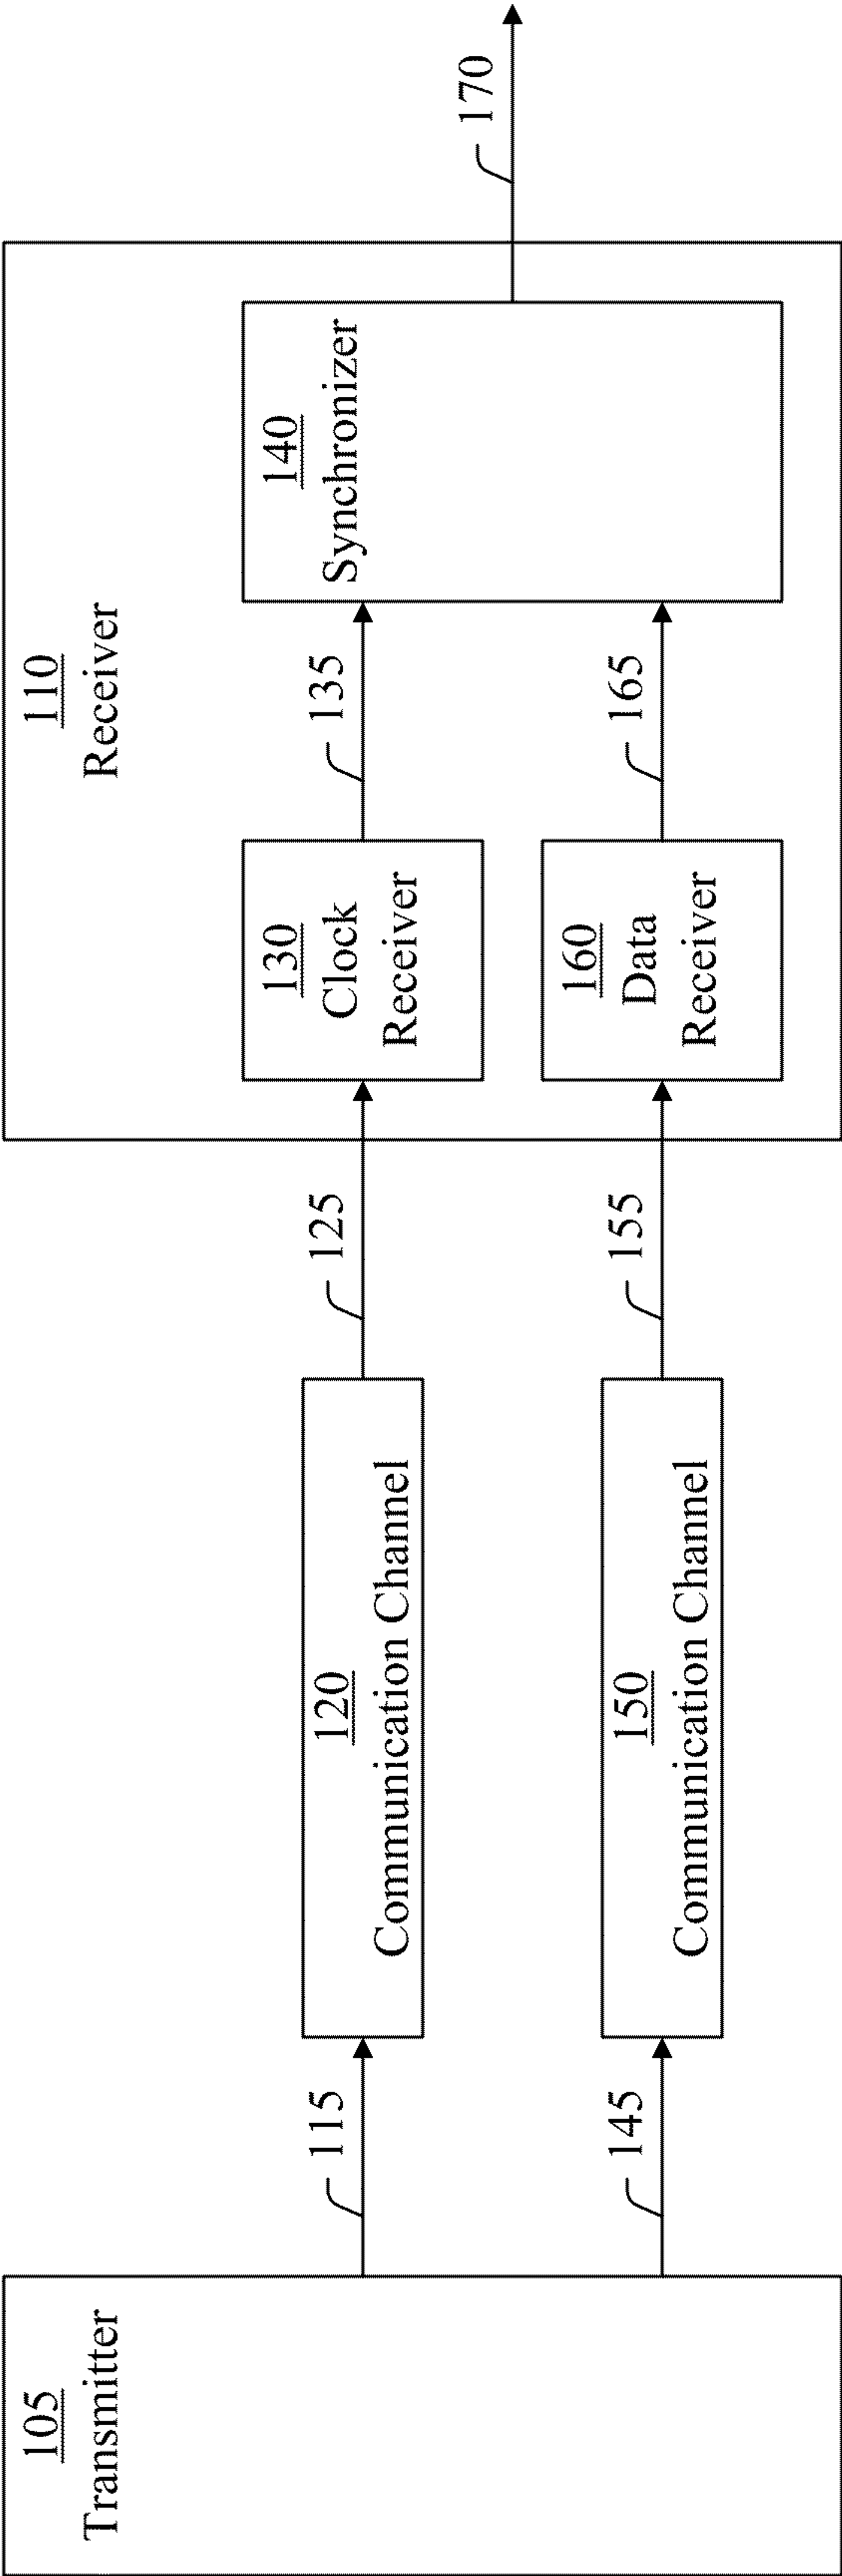 105
Transmitter
115
120
Communication Channel
125
145
150
Communication Channel
155
110
Receiver
130
Clock
Receiver
135
160
Data
Receiver
165
140
Synchronizer
170